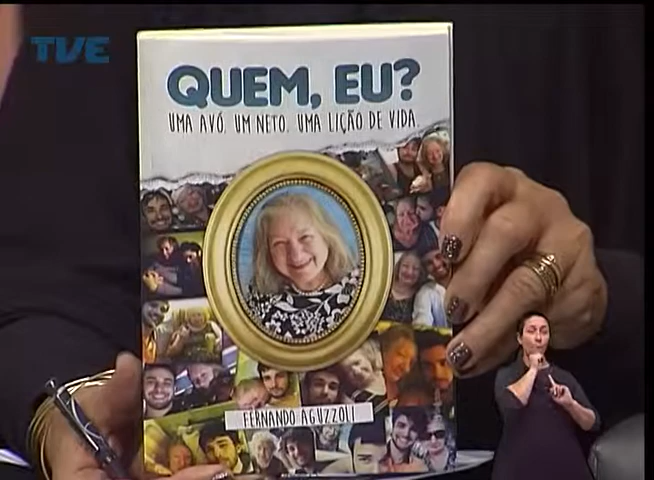 TVE
QUEM, EU?
UMA AVÓ. UM NETO. UMA LIÇÃO DE VIDA.
FERNANDO AGUZZOLI